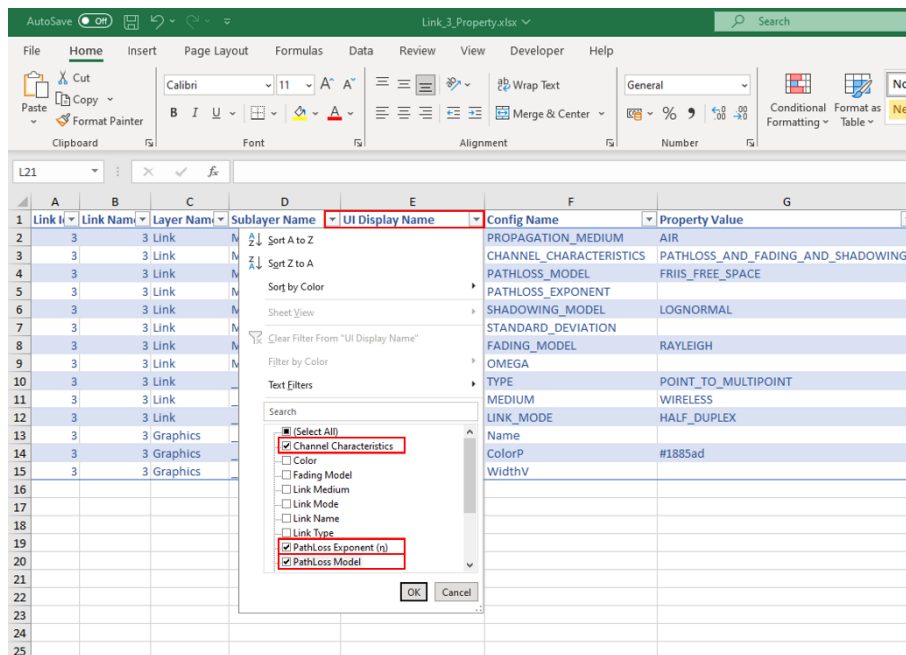 AutoSave Off Link_3_Property.xlsx Search
File Home Insert Page Layout Formulas Data Review View Developer Help
Paste
Cut
Copy
Format Painter
Calibri 11 A A
B I U A
ab Wrap Text
Merge & Center
General
% 9 .00
Conditional Formatting
Format as Table
No
Ne
Clipboard Font Alignment Number
L21 fx
A B C D E F G
1 Link I Link Nam Layer Nam Sublayer Name UI Display Name Config Name Property Value
2 3 3 Link M PROPAGATION_MEDIUM AIR
3 3 3 Link M CHANNEL_CHARACTERISTICS PATHLOSS_AND_FADING_AND_SHADOWING
4 3 3 Link M PATHLOSS_MODEL FRIIS_FREE_SPACE
5 3 3 Link M PATHLOSS_EXPONENT
6 3 3 Link M SHADOWING_MODEL LOGNORMAL
7 3 3 Link M STANDARD_DEVIATION
8 3 3 Link M FADING_MODEL RAYLEIGH
9 3 3 Link M OMEGA
10 3 3 Link _ TYPE POINT_TO_MULTIPOINT
11 3 3 Link _ MEDIUM WIRELESS
12 3 3 Link _ LINK_MODE HALF_DUPLEX
13 3 3 Graphics _ Name
14 3 3 Graphics _ ColorP #1885ad
15 3 3 Graphics _ WidthV
16
17
18
19
20
21
22
23
24
25
Sort A to Z
Sort Z to A
Sort by Color
Sheet View
Clear Filter From "UI Display Name"
Filter by Color
Text Filters
Search
(Select All)
Channel Characteristics
Color
Fading Model
Link Medium
Link Mode
Link Name
Link Type
PathLoss Exponent (η)
PathLoss Model
OK Cancel